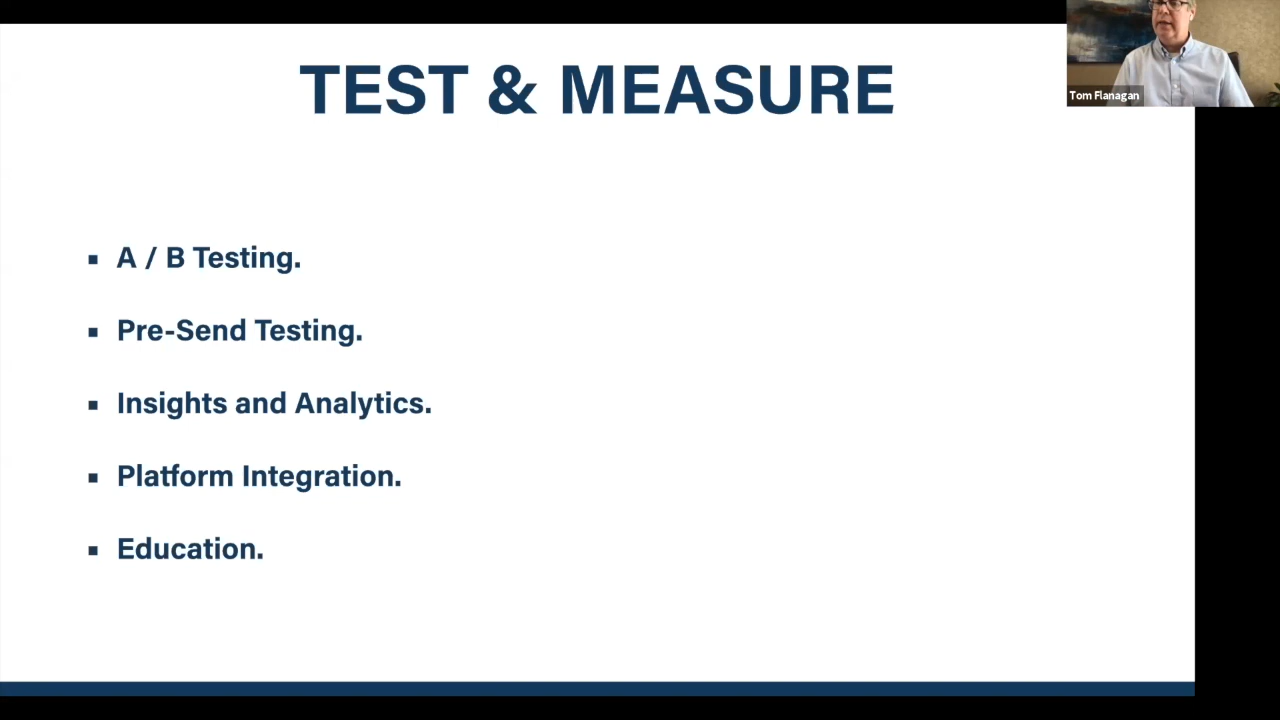 TEST & MEASURE
Tom Flanagan
A / B Testing.
Pre-Send Testing.
Insights and Analytics.
Platform Integration.
Education.